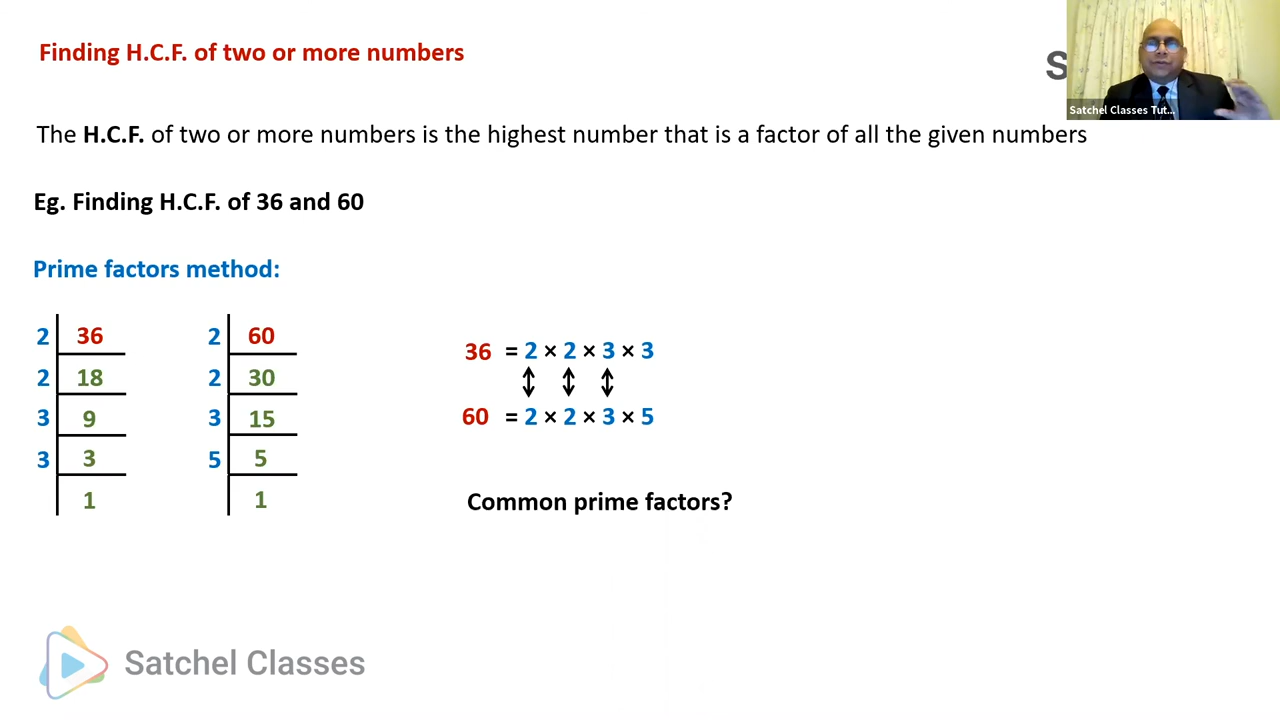 Finding H.C.F. of two or more numbers
S
Satchel Classes Tut...
The H.C.F. of two or more numbers is the highest number that is a factor of all the given numbers
Eg. Finding H.C.F. of 36 and 60
Prime factors method:
2 36
2 18
3 9
3 3
1
2 60
2 30
3 15
5 5
1
36 = 2 × 2 × 3 × 3
60 = 2 × 2 × 3 × 5
Common prime factors?
Satchel Classes